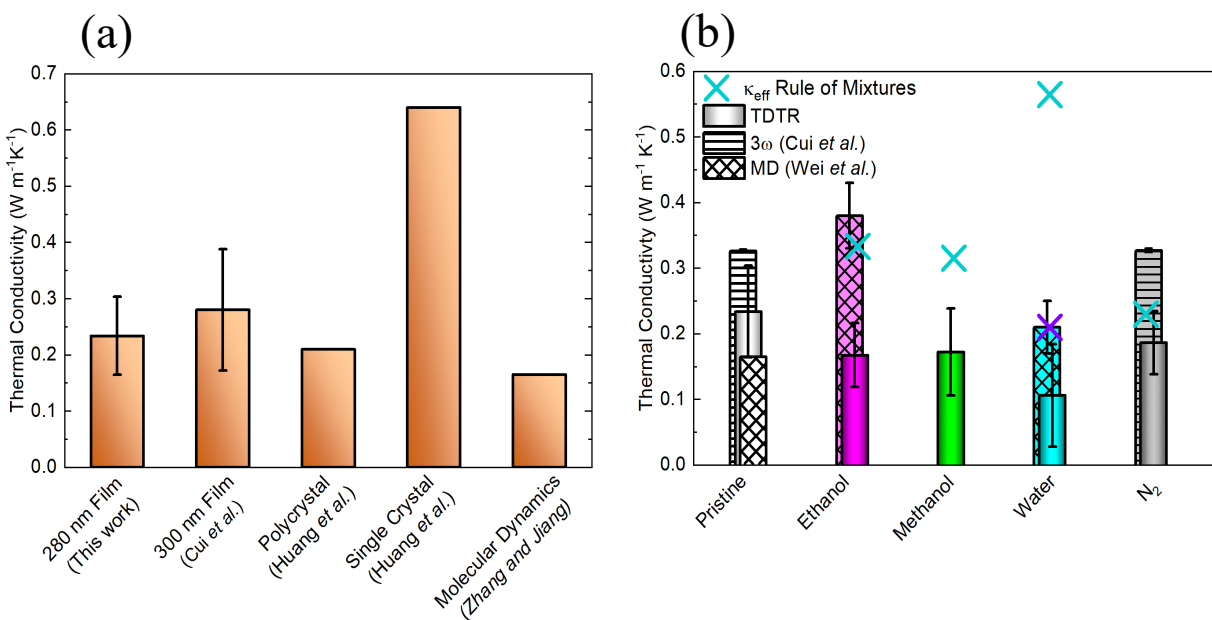 (a)
Thermal Conductivity (W m⁻¹K⁻¹)
0.7
0.6
0.5
0.4
0.3
0.2
0.1
0.0
280 nm Film
(This work)
300 nm Film
(Cui et al.)
Polycrystal
(Huang et al.)
Single Crystal
(Huang et al.)
Molecular Dynamics
(Zhang and Jiang)
(b)
Thermal Conductivty (W m⁻¹ K⁻¹)
0.6
0.5
0.4
0.3
0.2
0.1
0.0
κeff Rule of Mixtures
TDTR
3ω (Cui et al.)
MD (Wei et al.)
Pristine
Ethanol
Methanol
Water
N₂